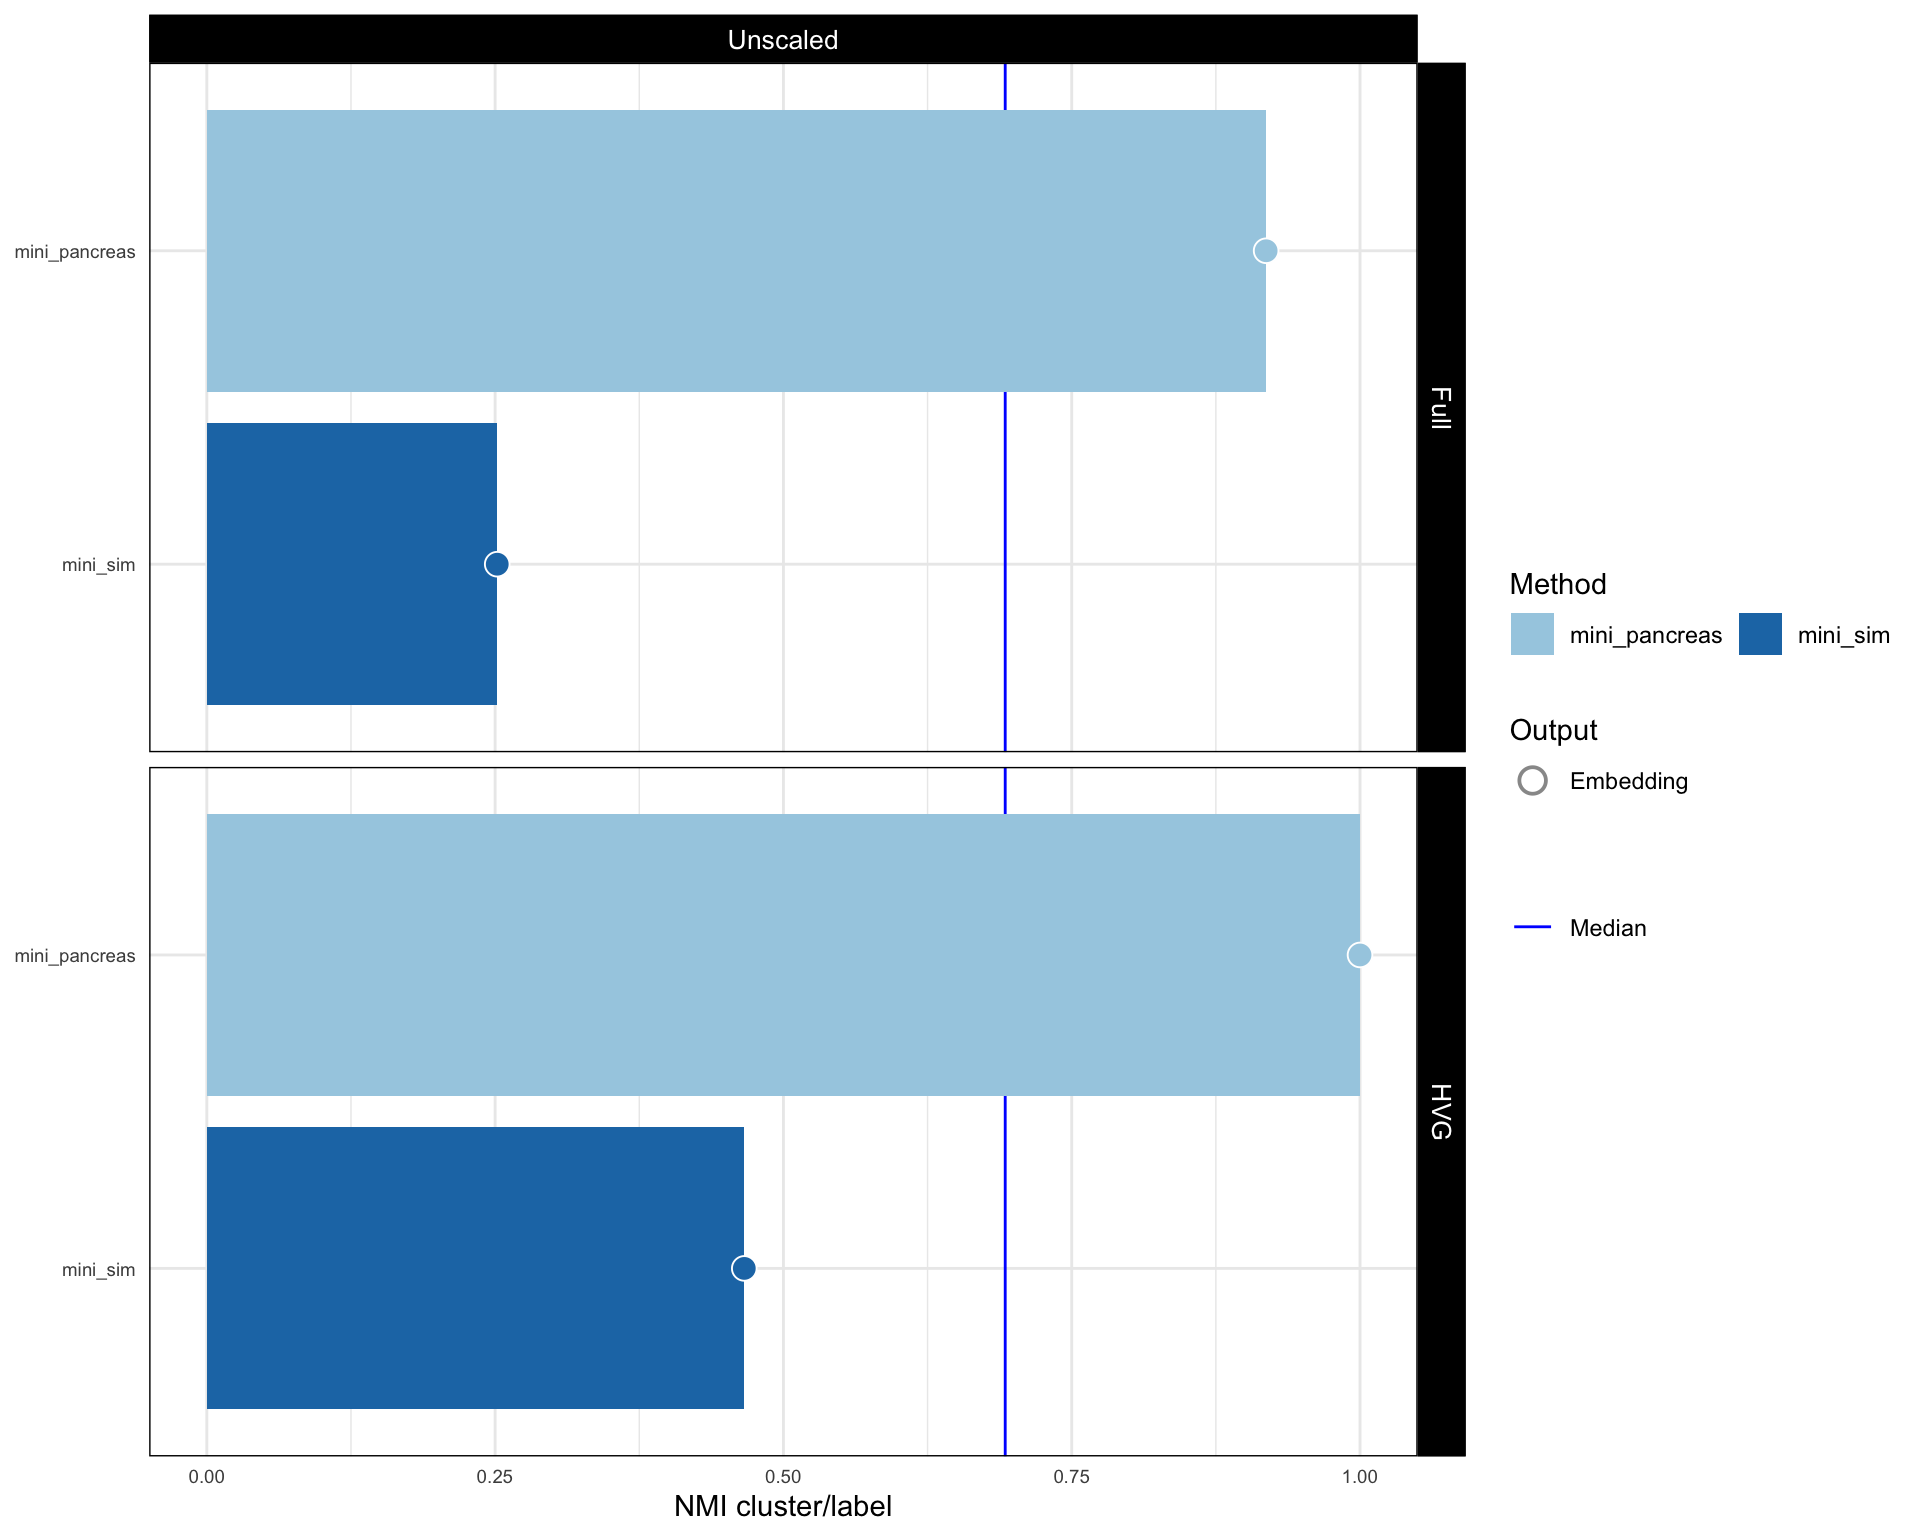 Unscaled
mini_pancreas
mini_sim
Full
mini_pancreas
mini_sim
HVG
0.00 0.25 0.50 0.75 1.00
NMI cluster/label
Method
mini_pancreas mini_sim
Output
Embedding
Median